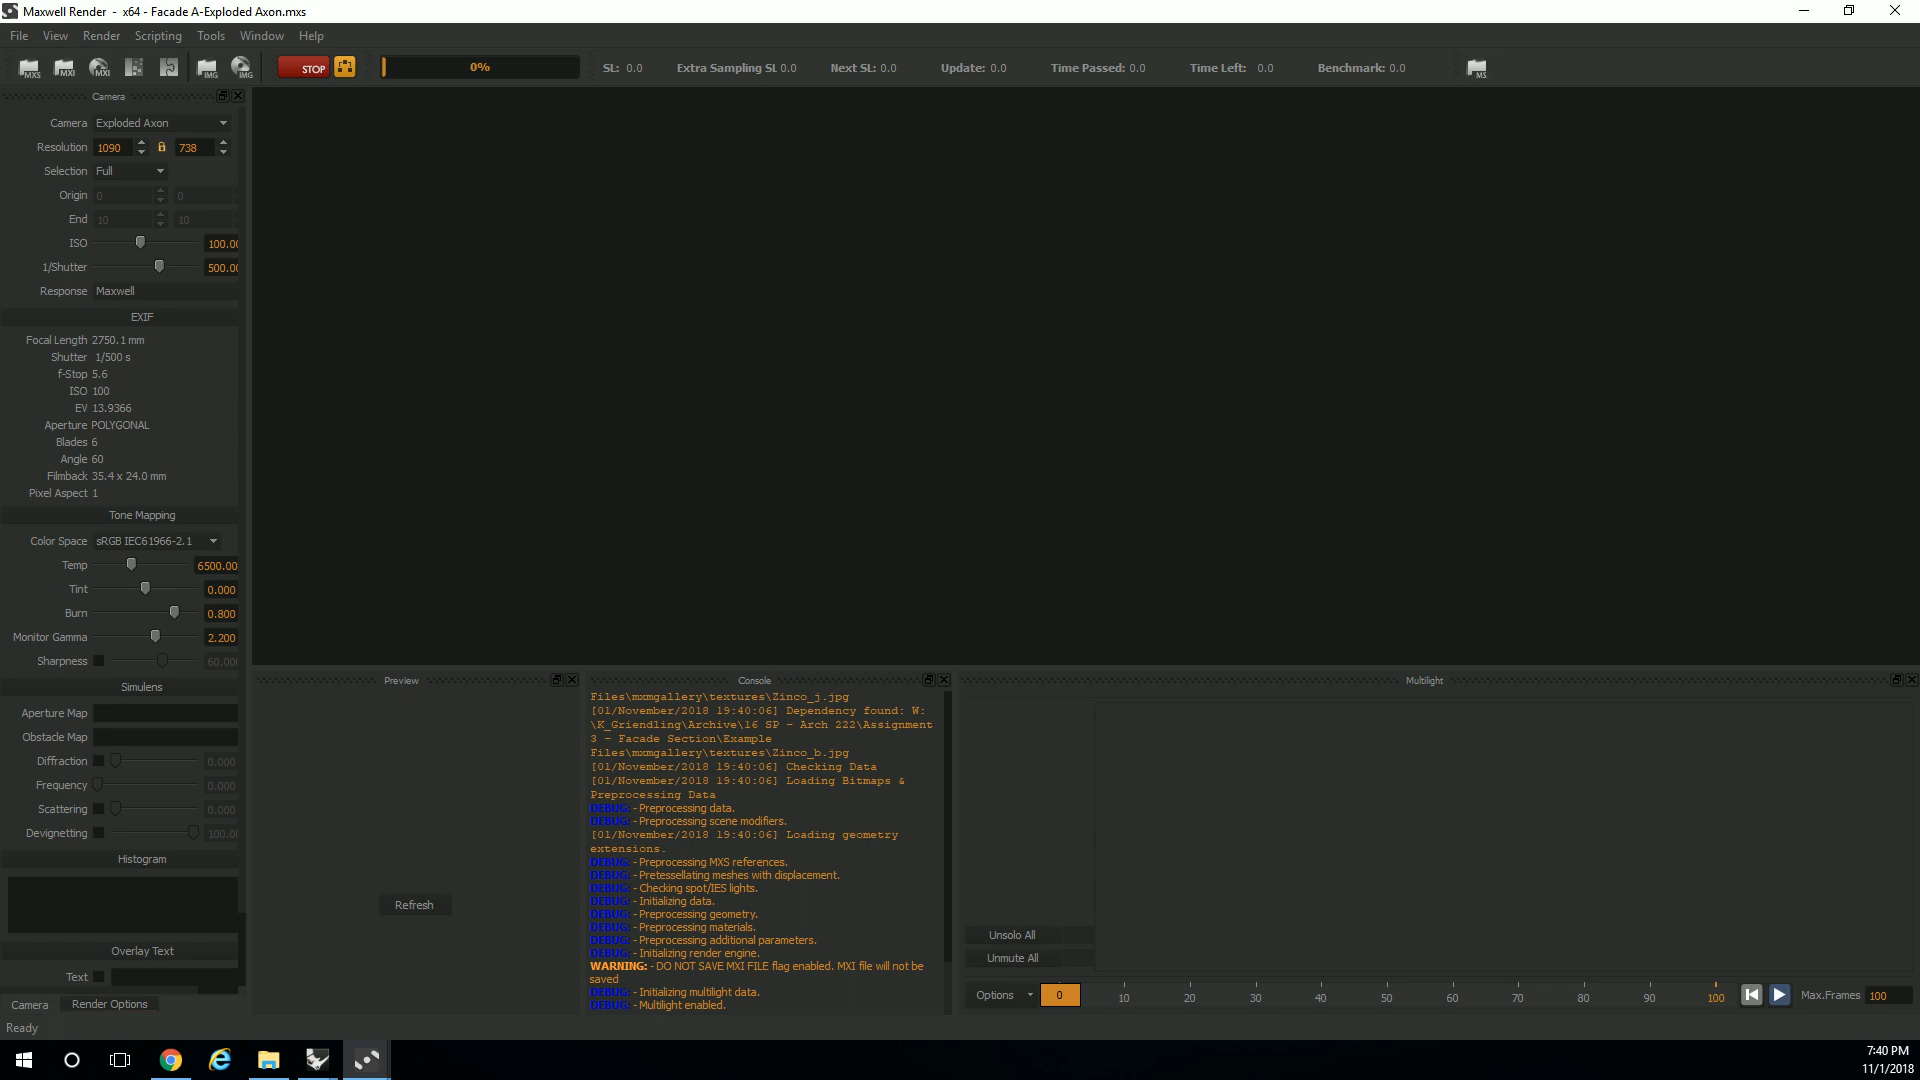 Maxwell Render - x64 - Facade A-Exploded Axon.mxs
File View Render Scripting Tools Window Help
MXS MXI MXI IMG IMG STOP 0% SL: 0.0 Extra Sampling SL 0.0 Next SL: 0.0 Update: 0.0 Time Passed: 0.0 Time Left: 0.0 Benchmark: 0.0 MS
Camera
Camera Exploded Axon
Resolution 1090 738
Selection Full
Origin 0 0
End 10 10
ISO 100.00
1/Shutter 500.00
Response Maxwell
EXIF
Focal Length 2750.1 mm
Shutter 1/500 s
f-Stop 5.6
ISO 100
EV 13.9366
Aperture POLYGONAL
Blades 6
Angle 60
Filmback 35.4 x 24.0 mm
Pixel Aspect 1
Tone Mapping
Color Space sRGB IEC61966-2.1
Temp 6500.00
Tint 0.000
Burn 0.800
Monitor Gamma 2.200
Sharpness 60.000
Simulens
Aperture Map
Obstacle Map
Diffraction 0.000
Frequency 0.000
Scattering 0.000
Devignetting 100.00
Histogram
Overlay Text
Text
Camera Render Options
Ready
Preview
Refresh
Console
Files\mxmgallery\textures\Zinco_j.jpg
[01/November/2018 19:40:06] Dependency found: W:
\K_Griendling\Archive\16 SP - Arch 222\Assignment
3 - Facade Section\Example
Files\mxmgallery\textures\Zinco_b.jpg
[01/November/2018 19:40:06] Checking Data
[01/November/2018 19:40:06] Loading Bitmaps &
Preprocessing Data
DEBUG: - Preprocessing data.
DEBUG: - Preprocessing scene modifiers.
[01/November/2018 19:40:06] Loading geometry
extensions.
DEBUG: - Preprocessing MXS references.
DEBUG: - Pretessellating meshes with displacement.
DEBUG: - Checking spot/IES lights.
DEBUG: - Initializing data.
DEBUG: - Preprocessing geometry.
DEBUG: - Preprocessing materials.
DEBUG: - Preprocessing additional parameters.
DEBUG: - Initializing render engine.
WARNING: - DO NOT SAVE MXI FILE flag enabled. MXI file will not be
saved
DEBUG: - Initializing multilight data.
DEBUG: - Multilight enabled.
Multilight
Unsolo All
Unmute All
Options 0 10 20 30 40 50 60 70 80 90 100 Max.Frames 100
7:40 PM
11/1/2018